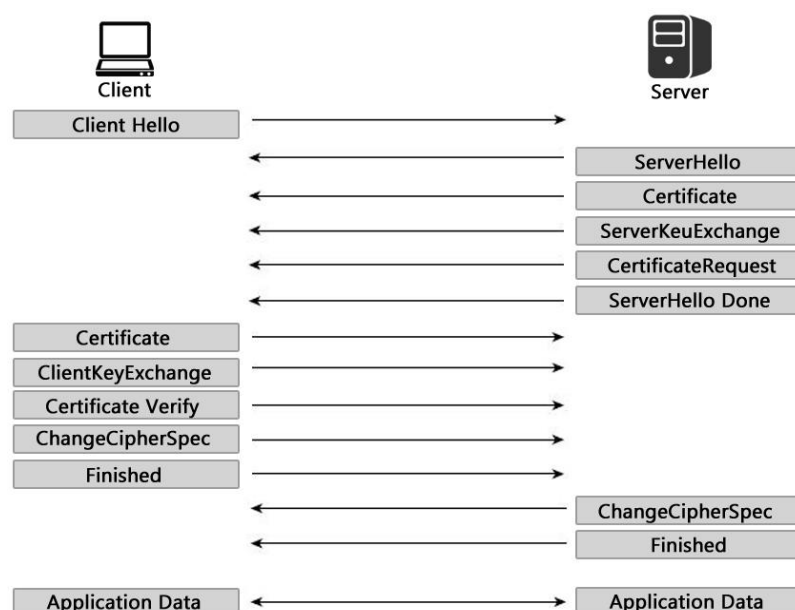 Client
Server
Client Hello
ServerHello
Certificate
ServerKeuExchange
CertificateRequest
ServerHello Done
Certificate
ClientKeyExchange
Certificate Verify
ChangeCipherSpec
Finished
ChangeCipherSpec
Finished
Application Data
Application Data